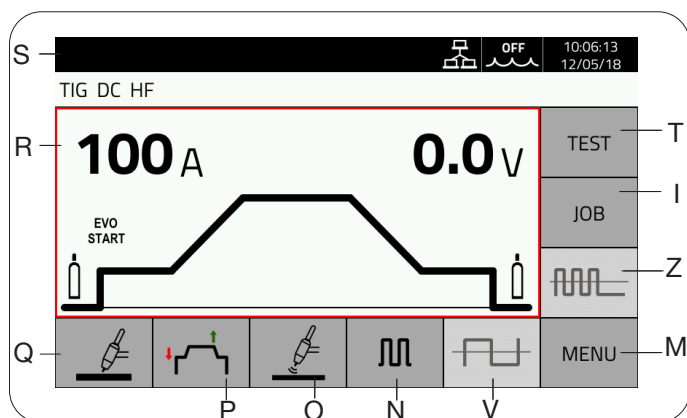 S
OFF
10:06:13
12/05/18
TIG DC HF
R
100 A
0.0 V
TEST
T
I
JOB
EVO
START
Z
Q
MENU
M
P
O
N
V